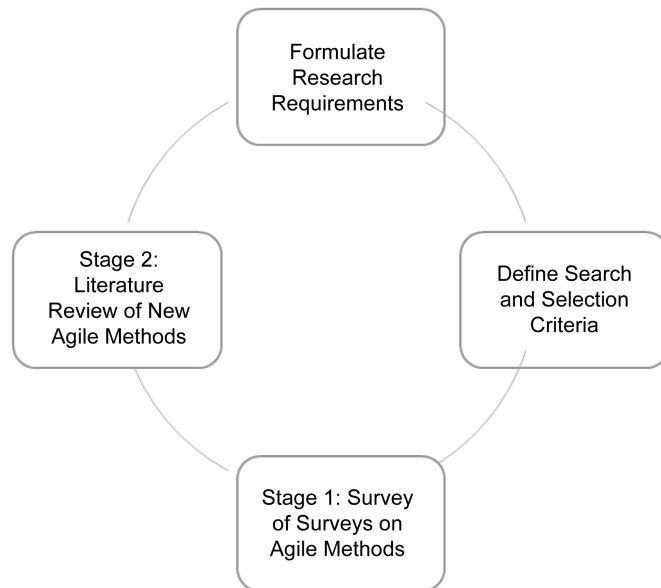 Formulate
Research
Requirements
Define Search
and Selection
Criteria
Stage 1: Survey
of Surveys on
Agile Methods
Stage 2:
Literature
Review of New
Agile Methods